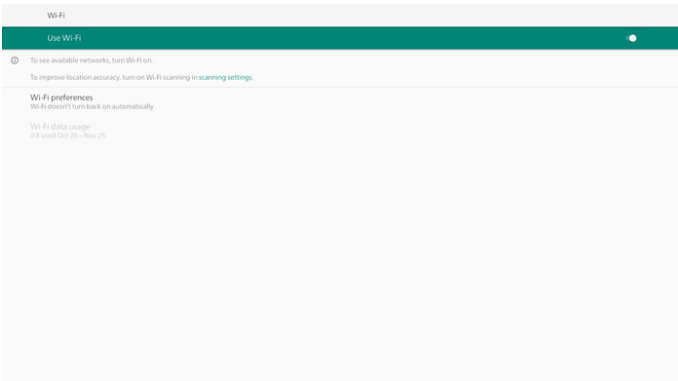 Wi-Fi
Use Wi-Fi
To see available networks, turn Wi-Fi on.
To improve location accuracy, turn on Wi-Fi scanning in scanning settings.
Wi-Fi preferences
Wi-Fi doesn't turn back on automatically
Wi-Fi data usage
0 B used Oct 28 – Nov 25